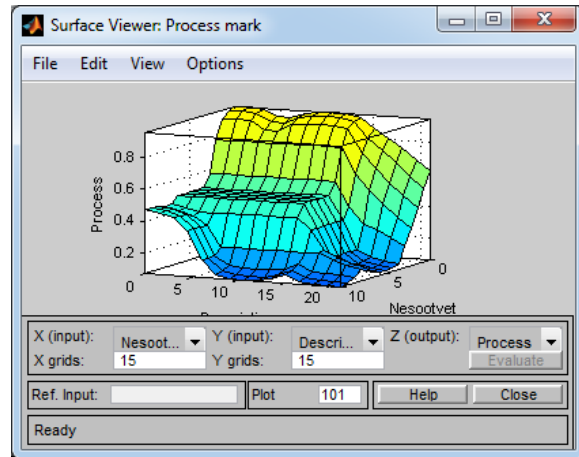 Surface Viewer: Process mark
File Edit View Options
Process
0.8
0.6
0.4
0.2
0 5 10 15 20
10 5 0
Nesootvet
X (input): Nesoot... Y (input): Descri... Z (output): Process
X grids: 15 Y grids: 15 Evaluate
Ref. Input: Plot 101 Help Close
Ready